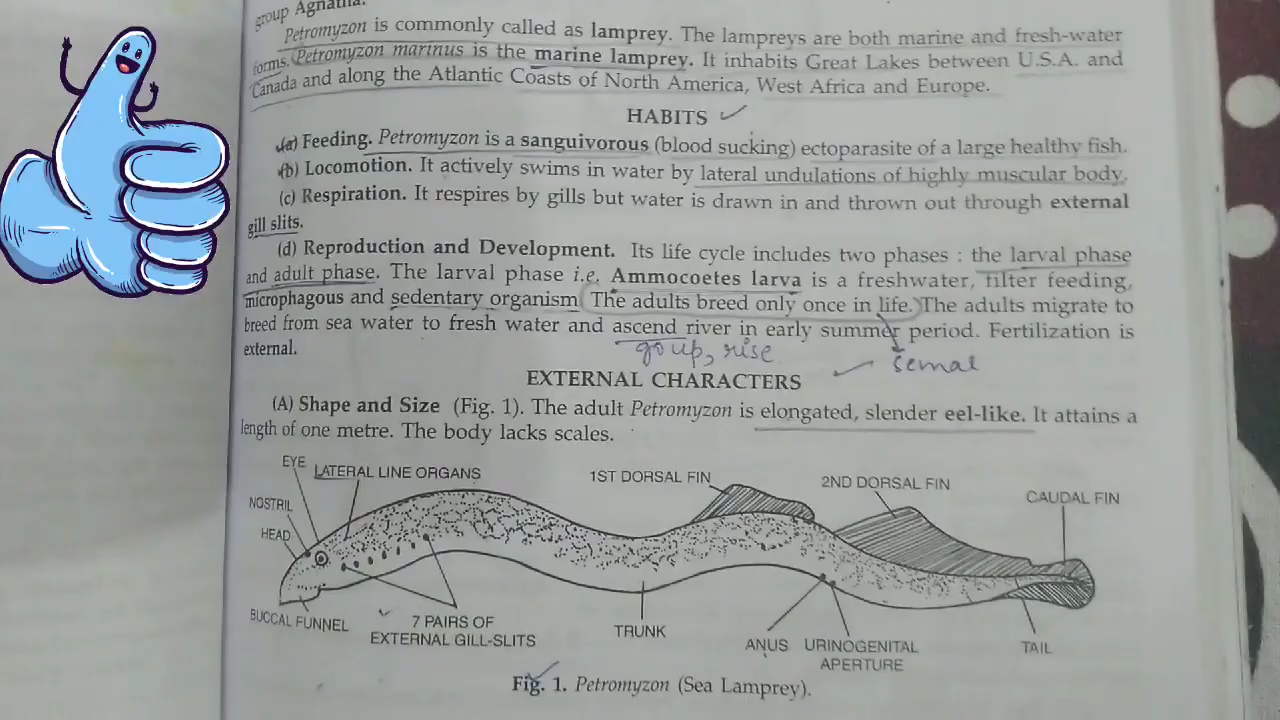 group Agnatha.
Petromyzon is commonly called as lamprey. The lampreys are both marine and fresh-water
forms. Petromyzon marinus is the marine lamprey. It inhabits Great Lakes between U.S.A. and
Canada and along the Atlantic Coasts of North America, West Africa and Europe.
HABITS
(a) Feeding. Petromyzon is a sanguivorous (blood sucking) ectoparasite of a large healthy fish.
(b) Locomotion. It actively swims in water by lateral undulations of highly muscular body.
(c) Respiration. It respires by gills but water is drawn in and thrown out through external
gill slits.
(d) Reproduction and Development. Its life cycle includes two phases : the larval phase
and adult phase. The larval phase i.e. Ammocoetes larva is a freshwater, filter feeding,
microphagous and sedentary organism. The adults breed only once in life. The adults migrate to
breed from sea water to fresh water and ascend river in early summer period. Fertilization is
external.
go up, rise
EXTERNAL CHARACTERS
(A) Shape and Size (Fig. 1). The adult Petromyzon is elongated, slender eel-like. It attains a
length of one metre. The body lacks scales.
EYE
LATERAL LINE ORGANS
1ST DORSAL FIN
2ND DORSAL FIN
CAUDAL FIN
NOSTRIL
HEAD
BUCCAL FUNNEL
7 PAIRS OF
EXTERNAL GILL-SLITS
TRUNK
ANUS
URINOGENITAL
APERTURE
TAIL
Fig. 1. Petromyzon (Sea Lamprey).